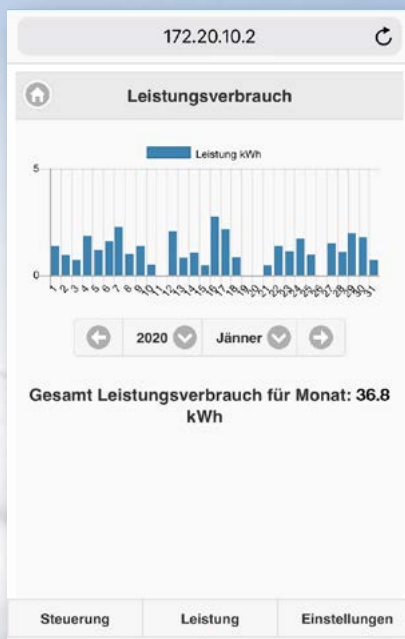 172.20.10.2
Leistungsverbrauch
Leistung kWh
5
0
1 2 3 4 5 6 7 8 9 10 11 12 13 14 15 16 17 18 19 20 21 22 23 24 25 26 27 28 29 30 31
2020 Jänner
Gesamt Leistungsverbrauch für Monat: 36.8
kWh
Steuerung Leistung Einstellungen